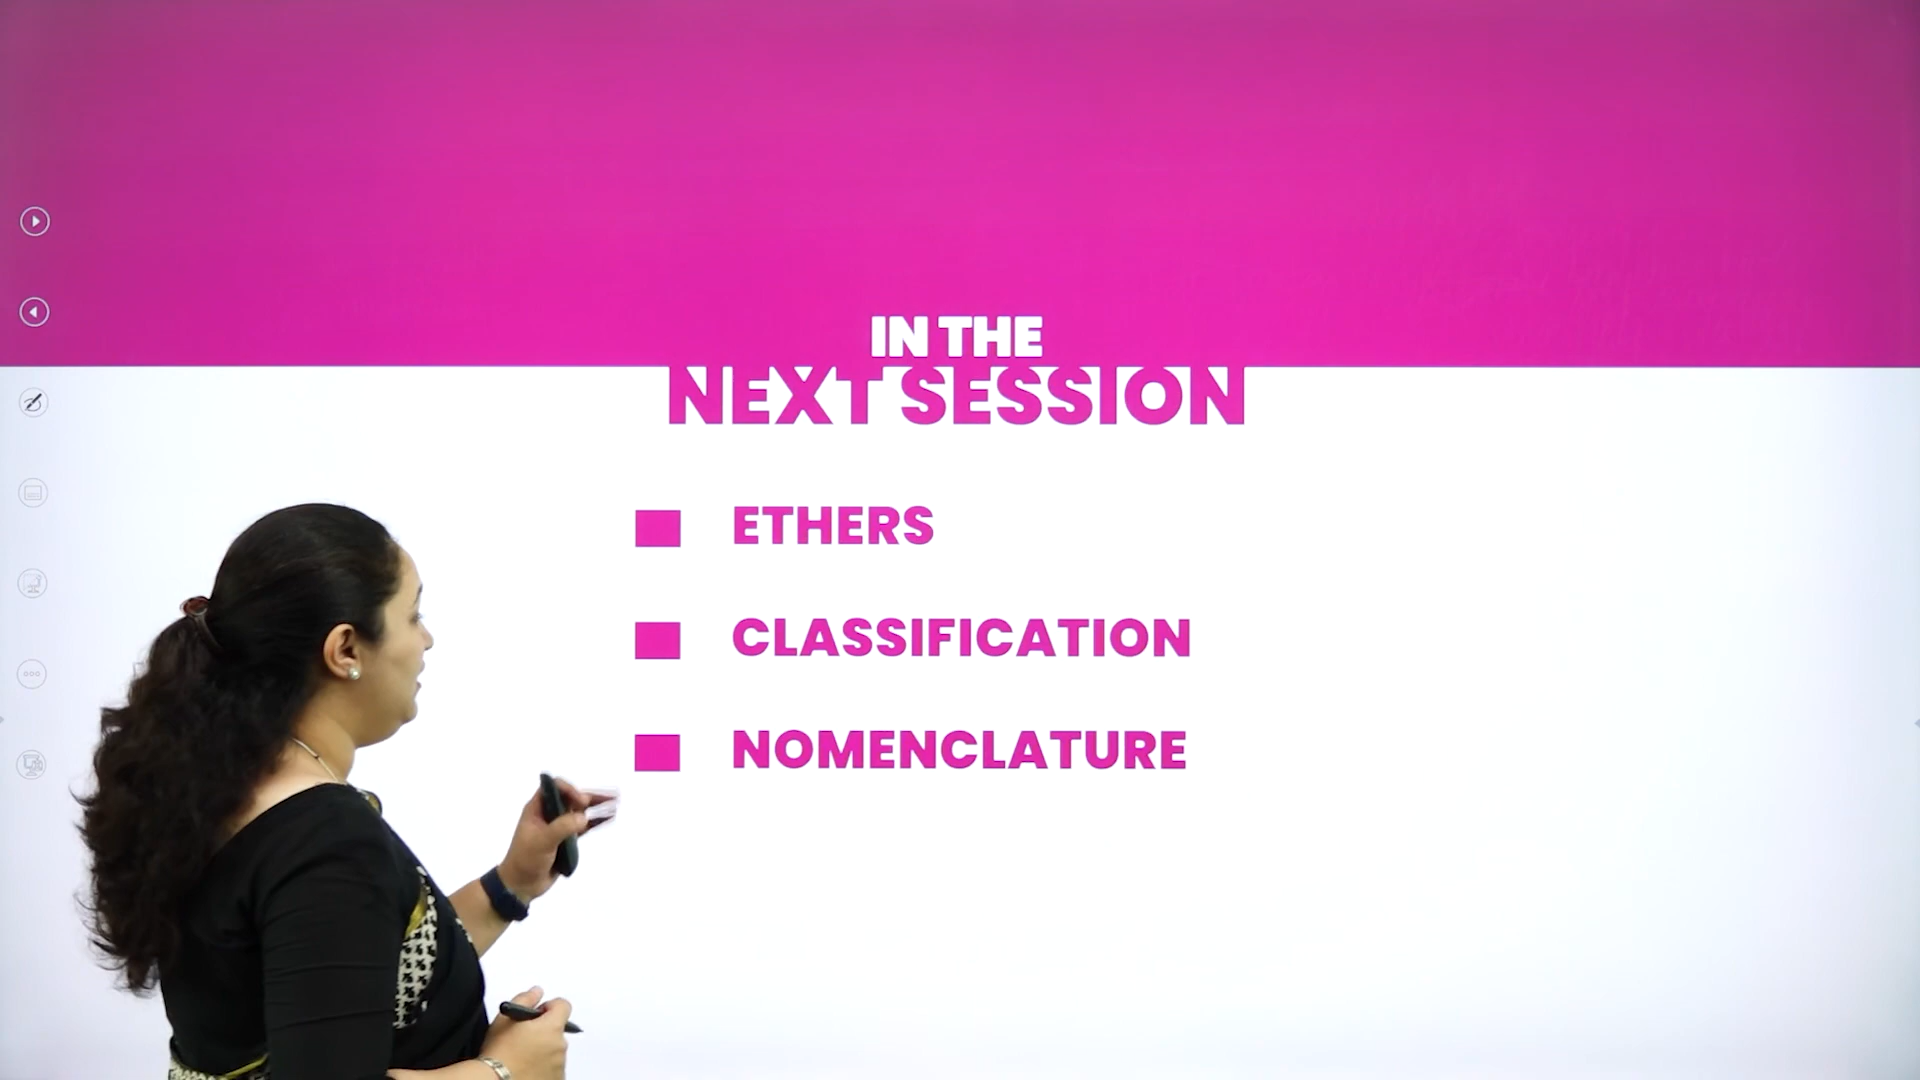 IN THE
NEXT SESSION
ETHERS
CLASSIFICATION
NOMENCLATURE